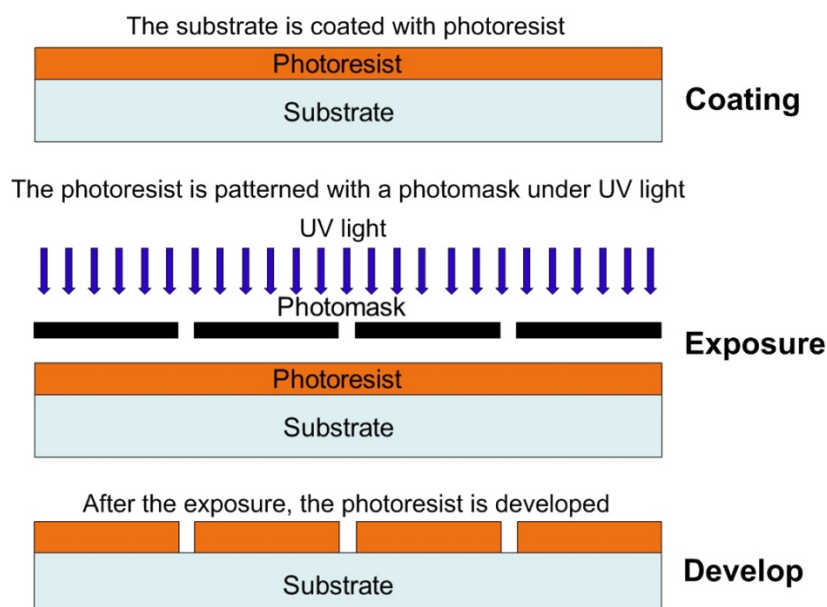 The substrate is coated with photoresist
Photoresist
Substrate
Coating
The photoresist is patterned with a photomask under UV light
UV light
Photomask
Photoresist
Substrate
Exposure
After the exposure, the photoresist is developed
Substrate
Develop